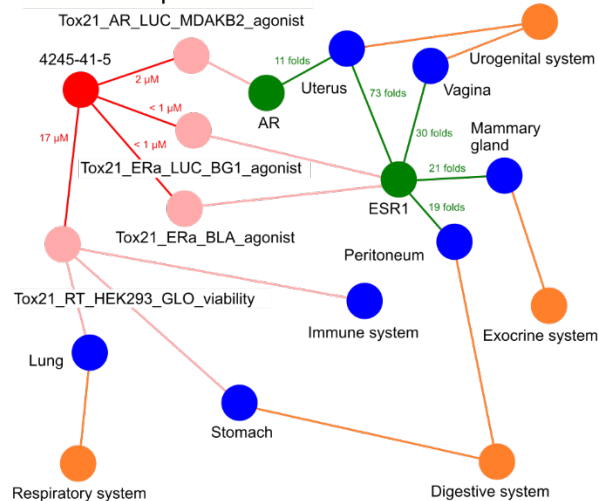 Tox21_AR_LUC_MDAKB2_agonist
4245-41-5
2 µM
11 folds
Urogenital system
Uterus
Vagina
AR
73 folds
< 1 µM
17 µM
< 1 µM
30 folds
Mammary
gland
Tox21_ERa_LUC_BG1_agonist
21 folds
ESR1
19 folds
Tox21_ERa_BLA_agonist
Peritoneum
Tox21_RT_HEK293_GLO_viability
Immune system
Exocrine system
Lung
Stomach
Respiratory system
Digestive system